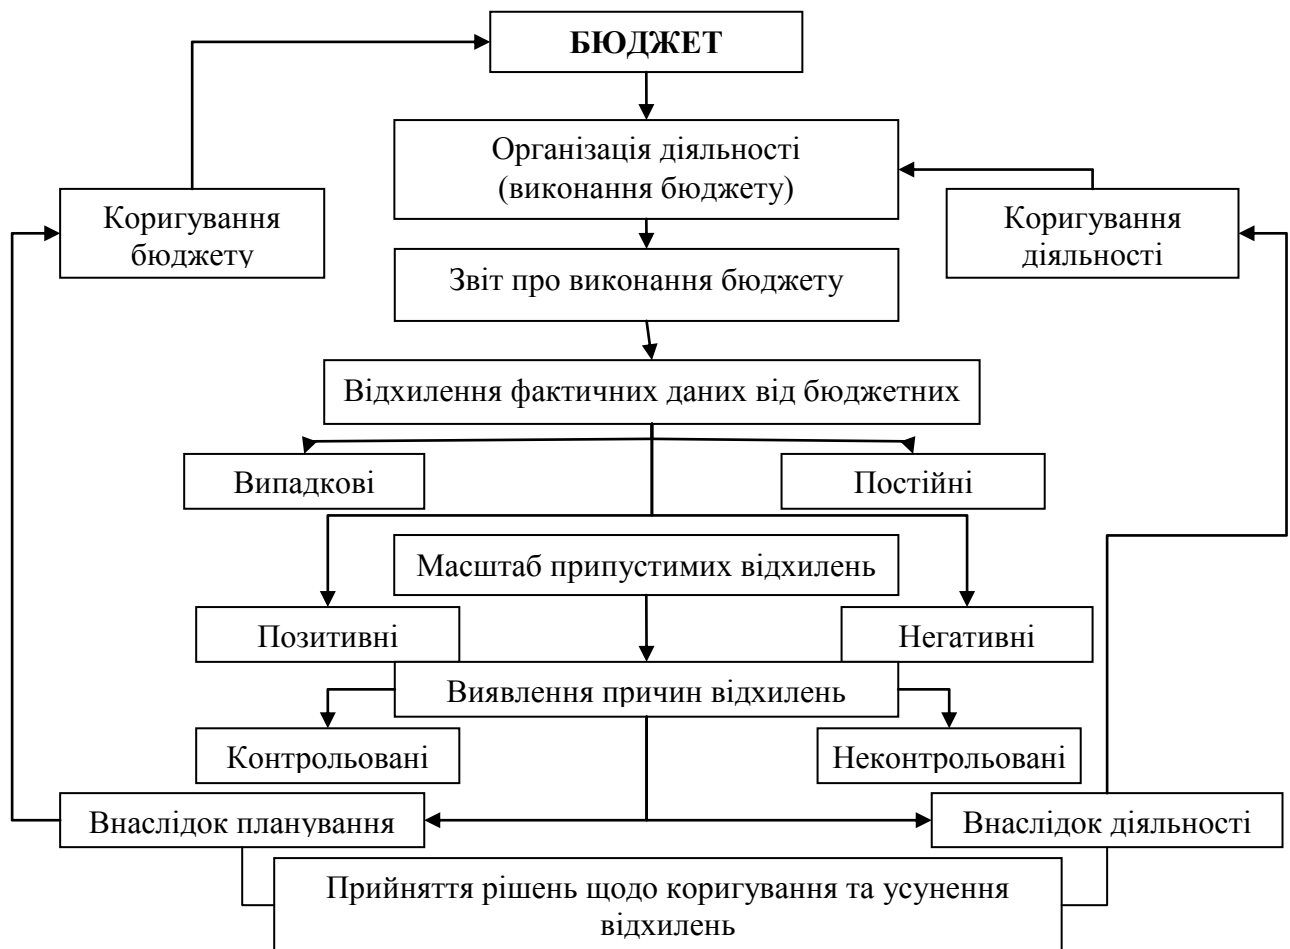 БЮДЖЕТ
Організація діяльності
(виконання бюджету)
Коригування
бюджету
Коригування
діяльності
Звіт про виконання бюджету
Відхилення фактичних даних від бюджетних
Випадкові
Постійні
Масштаб припустимих відхилень
Позитивні
Негативні
Виявлення причин відхилень
Контрольовані
Неконтрольовані
Внаслідок планування
Внаслідок діяльності
Прийняття рішень щодо коригування та усунення
відхилень